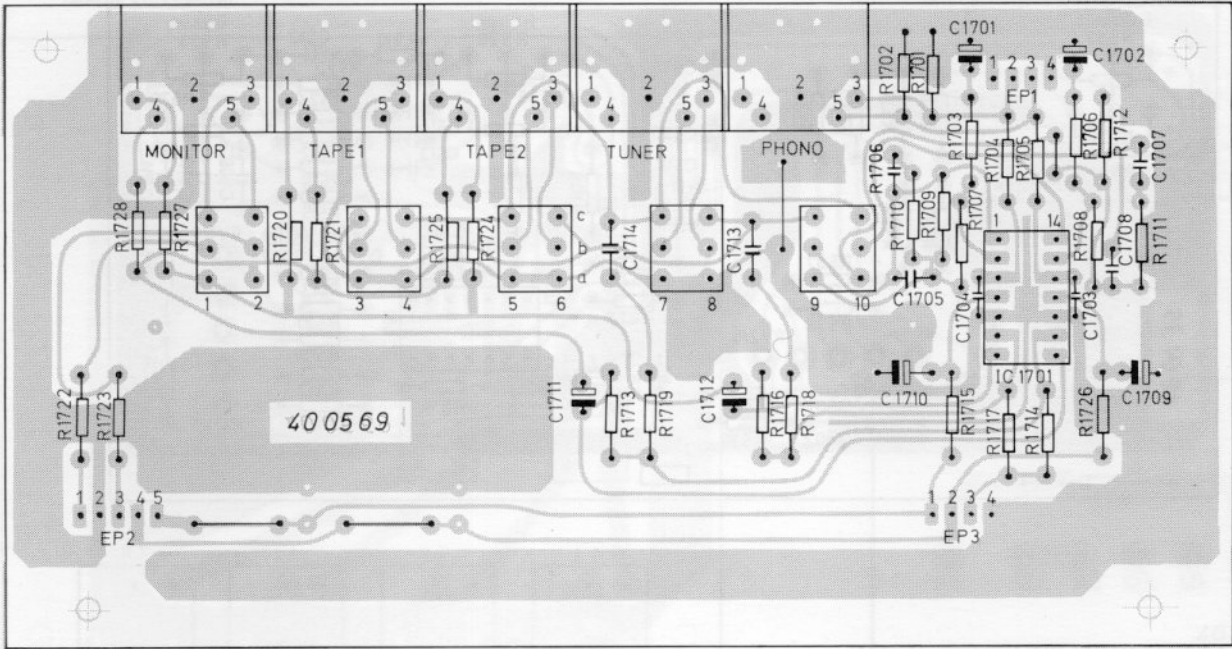 C1701
C1702
R1702
R1701
1 2 3 4
EP1
1 2 3
4 5
1 2 3
4 5
1 2 3
4 5
1 2 3
4 5
1 2 3
4 5
MONITOR
TAPE1
TAPE2
TUNER
PHONO
R1703
R1704
R1705
R1706
R1712
C1707
R1706
R1710
R1709
R1707
R1708
C1708
R1711
R1728
R1727
R1720
R1721
R1725
R1724
c
b
a
C1714
C1713
1 14
C1705
C1704
C1703
1 2
3 4
5 6
7 8
9 10
IC1701
R1722
R1723
400569
C1711
R1713
R1719
C1712
R1716
R1718
C1710
R1715
R1717
R1714
R1726
C1709
1 2 3 4 5
EP2
1 2 3 4
EP3